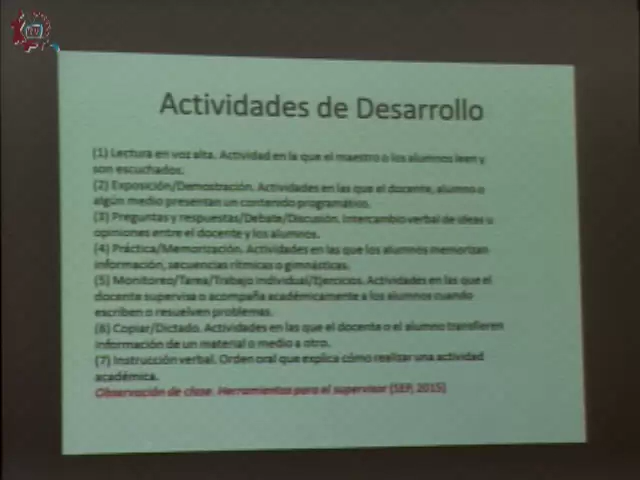 Actividades de Desarrollo
(1) Lectura en voz alta. Actividad en la que el maestro o los alumnos leen y
son escuchados.
(2) Exposición/Demostración. Actividades en las que el docente, alumno o
algún medio presentan un contenido programático.
(3) Preguntas y respuestas/Debate/Discusión. Intercambio verbal de ideas u
opiniones entre el docente y los alumnos.
(4) Práctica/Memorización. Actividades en las que los alumnos memorizan
información, secuencias rítmicas o gimnásticas.
(5) Monitoreo/Tarea/Trabajo individual/Ejercicios. Actividades en las que el
docente supervisa o acompaña académicamente a los alumnos cuando
escriben o resuelven problemas.
(6) Copiar/Dictado. Actividades en las que el docente o el alumno transfieren
información de un material o medio a otro.
(7) Instrucción verbal. Orden oral que explica cómo realizar una actividad
académica.
Observación de clase. Herramientas para el supervisor (SEP, 2015)